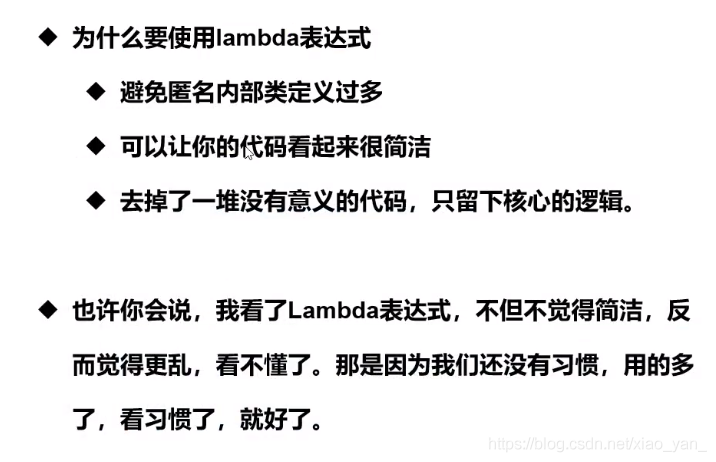 ◆ 为什么要使用lambda表达式
◆ 避免匿名内部类定义过多
◆ 可以让你的代码看起来很简洁
◆ 去掉了一堆没有意义的代码，只留下核心的逻辑。
◆ 也许你会说，我看了Lambda表达式，不但不觉得简洁，反
而觉得更乱，看不懂了。那是因为我们还没有习惯，用的多
了，看习惯了，就好了。
https://blog.csdn.net/xiao_yan_